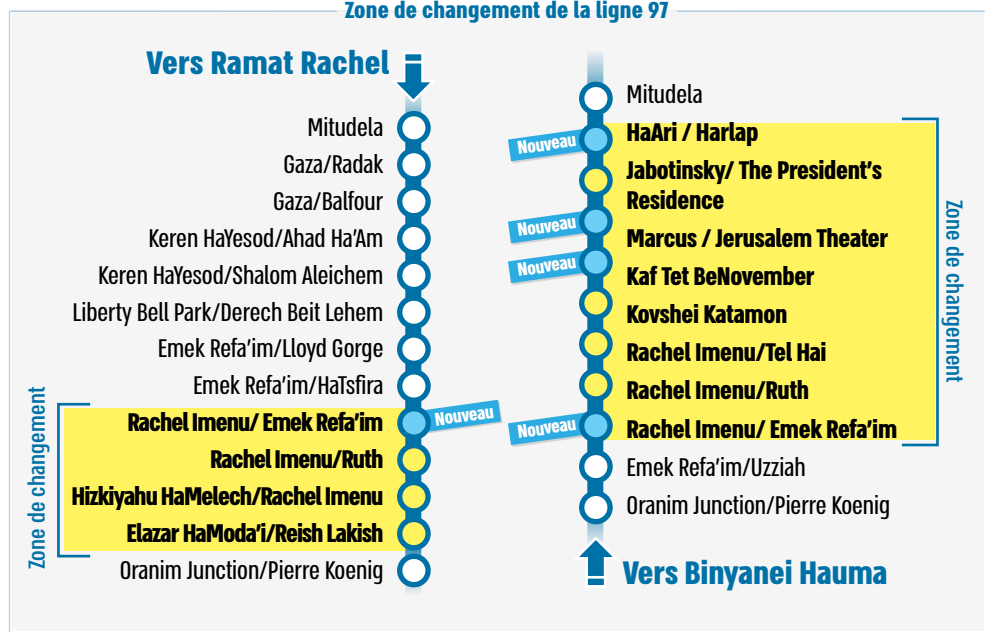 Zone de changement de la ligne 97
Vers Ramat Rachel
Mitudela
Gaza/Radak
Gaza/Balfour
Keren HaYesod/Ahad Ha'Am
Keren HaYesod/Shalom Aleichem
Liberty Bell Park/Derech Beit Lehem
Emek Refa'im/Lloyd Gorge
Emek Refa'im/HaTsfira
Zone de changement
Rachel Imenu/ Emek Refa'im
Nouveau
Rachel Imenu/Ruth
Hizkiyahu HaMelech/Rachel Imenu
Elazar HaModa'i/Reish Lakish
Oranim Junction/Pierre Koenig
Mitudela
Nouveau
HaAri / Harlap
Jabotinsky/ The President's
Residence
Nouveau
Marcus / Jerusalem Theater
Nouveau
Kaf Tet BeNovember
Kovshei Katamon
Rachel Imenu/Tel Hai
Rachel Imenu/Ruth
Nouveau
Rachel Imenu/ Emek Refa'im
Zone de changement
Emek Refa'im/Uzziah
Oranim Junction/Pierre Koenig
Vers Binyanei Hauma